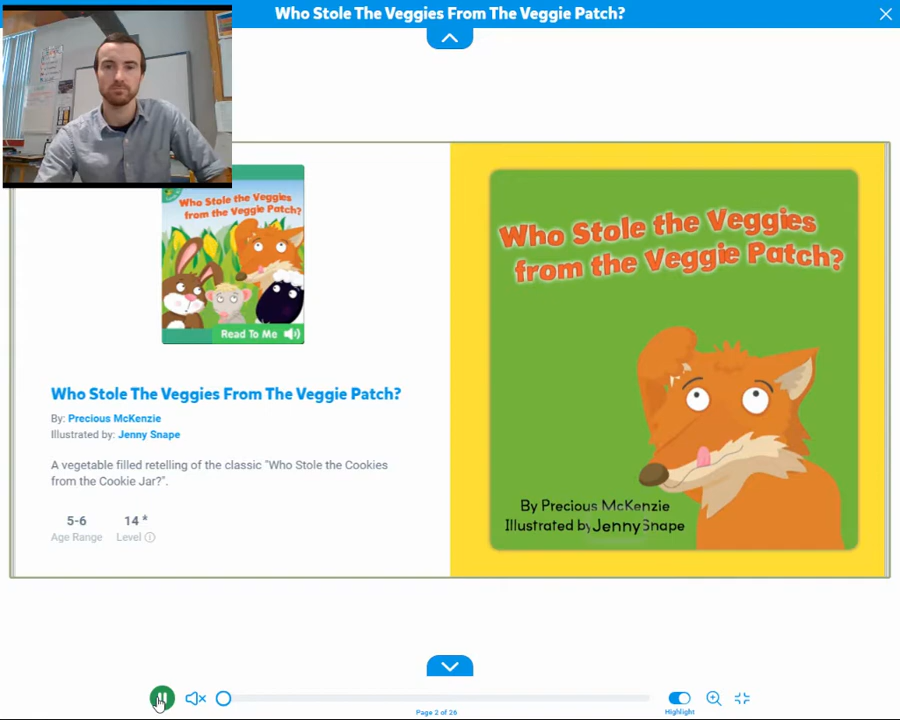 Who Stole The Veggies From The Veggie Patch?
Who Stole the Veggies
from the Veggie Patch?
Read To Me
Who Stole The Veggies From The Veggie Patch?
By: Precious McKenzie
Illustrated by: Jenny Snape
A vegetable filled retelling of the classic "Who Stole the Cookies
from the Cookie Jar?".
5-6
14 *
Age Range
Level
Who Stole the Veggies
from the Veggie Patch?
By Precious McKenzie
Illustrated by Jenny Snape
Page 2 of 26
Highlight